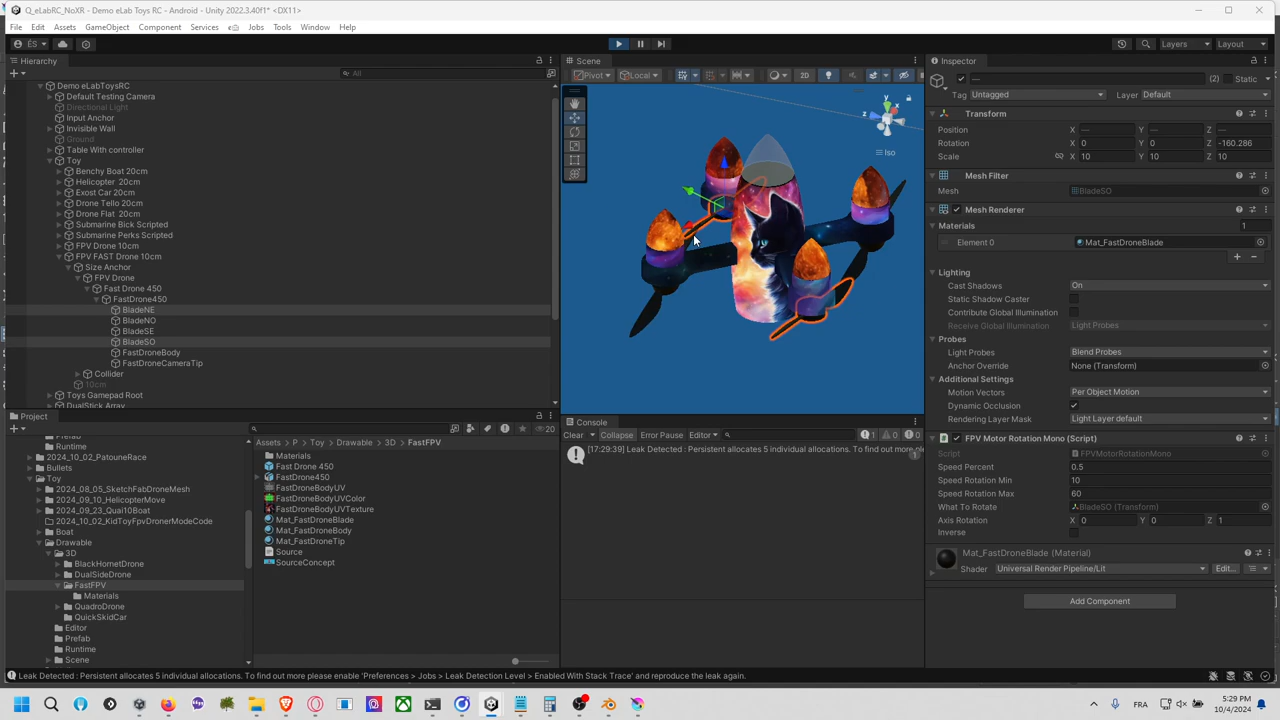 Q_eLabRC_NoXR - Demo eLab Toys RC - Android - Unity 2022.3.40f1* <DX11>
File Edit Assets GameObject Component Services Jobs Tools Window Help
ÉS Layers Layout
Hierarchy
All
Demo eLabToysRC
Default Testing Camera
Directional Light
Input Anchor
Invisible Wall
Ground
Table With controller
Toy
Benchy Boat 20cm
Helicopter 20cm
Exost Car 20cm
Drone Tello 20cm
Drone Flat 20cm
Submarine Bick Scripted
Submarine Perks Scripted
FPV Drone 10cm
FPV FAST Drone 10cm
Size Anchor
FPV Drone
Fast Drone 450
FastDrone450
BladeNE
BladeNO
BladeSE
BladeSO
FastDroneBody
FastDroneCameraTip
Collider
10cm
Toys Gamepad Root
DualStick Array
Project
20
Prefab
Runtime
2024_10_02_PatouneRace
Bullets
Toy
2024_08_05_SketchFabDroneMesh
2024_09_10_HelicopterMove
2024_09_23_Quai10Boat
2024_10_02_KidToyFpvDronerModeCode
Boat
Drawable
3D
BlackHornetDrone
DualSideDrone
FastFPV
Materials
QuadroDrone
QuickSkidCar
Editor
Prefab
Runtime
Scene
Assets > P > Toy > Drawable > 3D > FastFPV
Materials
Fast Drone 450
FastDrone450
FastDroneBodyUV
FastDroneBodyUVColor
FastDroneBodyUVTexture
Mat_FastDroneBlade
Mat_FastDroneBody
Mat_FastDroneTip
Source
SourceConcept
Scene
Pivot Local 2D
y
x
z
Iso
Console
Clear Collapse Error Pause Editor 1 0 0
[17:29:39] Leak Detected : Persistent allocates 5 individual allocations. To find out more ple
1
Inspector
— (2) Static
Tag Untagged Layer Default
Transform
Position X — Y — Z —
Rotation X 0 Y 0 Z -160.286
Scale X 10 Y 10 Z 10
Mesh Filter
Mesh BladeSO
Mesh Renderer
Materials 1
Element 0 Mat_FastDroneBlade
Lighting
Cast Shadows On
Static Shadow Caster
Contribute Global Illumination
Receive Global Illumination Light Probes
Probes
Light Probes Blend Probes
Anchor Override None (Transform)
Additional Settings
Motion Vectors Per Object Motion
Dynamic Occlusion
Rendering Layer Mask Light Layer default
FPV Motor Rotation Mono (Script)
Script FPVMotorRotationMono
Speed Percent 0.5
Speed Rotation Min 10
Speed Rotation Max 60
What To Rotate BladeSO (Transform)
Axis Rotation X 0 Y 0 Z 1
Inverse
Mat_FastDroneBlade (Material)
Shader Universal Render Pipeline/Lit Edit...
Add Component
Leak Detected : Persistent allocates 5 individual allocations. To find out more please enable 'Preferences > Jobs > Leak Detection Level > Enabled With Stack Trace' and reproduce the leak again.
FRA 5:29 PM
10/4/2024